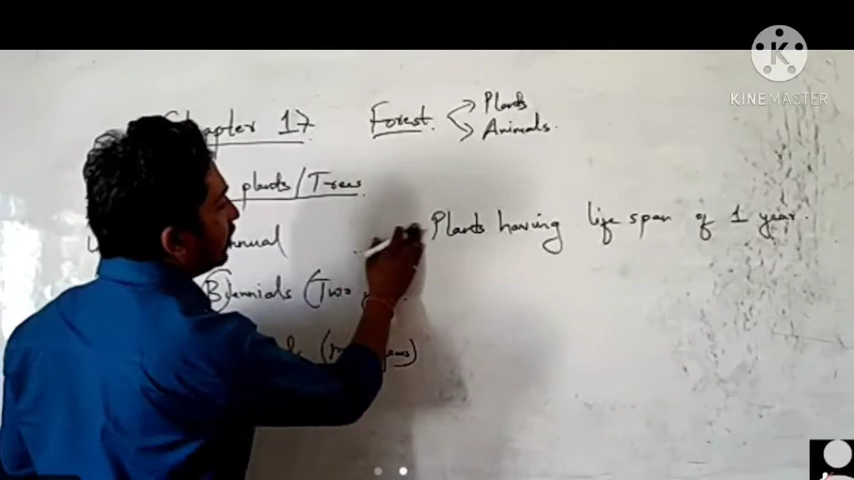 Chapter 17 Forest. Plants
Animals.
plants/Trees
Annual
Plants having life span of 1 year.
Biennials (Two
years)
KINEMASTER